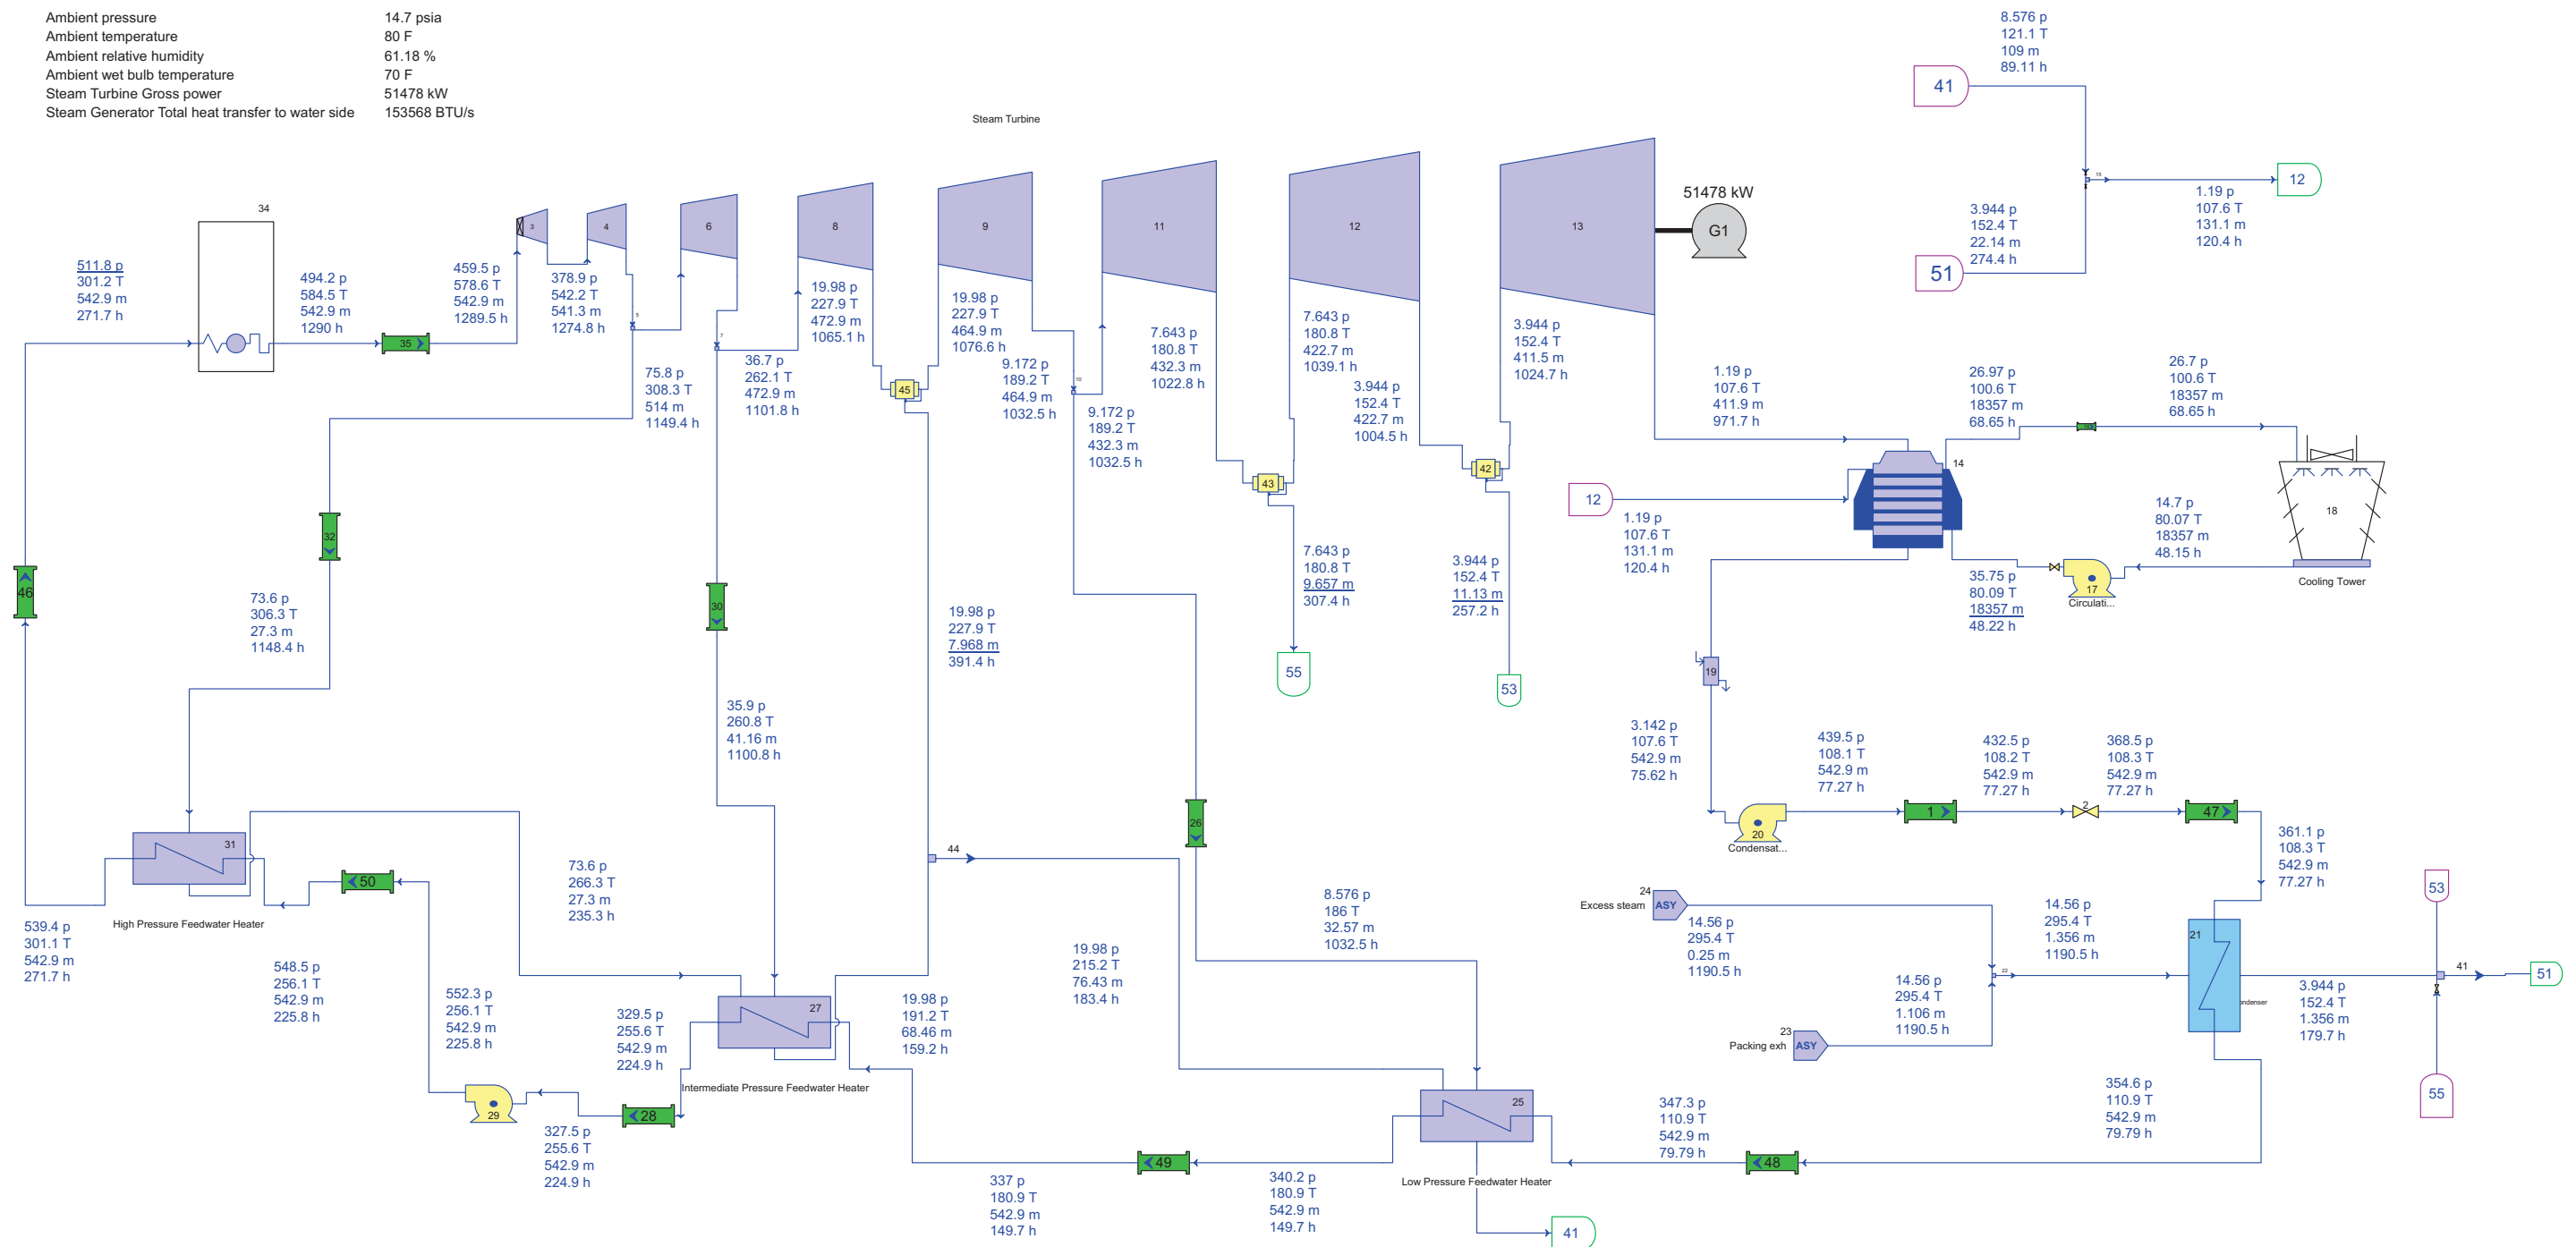 Ambient pressure 14.7 psia
Ambient temperature 80 F
Ambient relative humidity 61.18 %
Ambient wet bulb temperature 70 F
Steam Turbine Gross power 51478 kW
Steam Generator Total heat transfer to water side 153568 BTU/s
Steam Turbine
8.576 p
121.1 T
109 m
89.11 h
41
15
12
1.19 p
107.6 T
131.1 m
120.4 h
3.944 p
152.4 T
22.14 m
274.4 h
51
34
3
4
6
8
9
11
12
13
51478 kW
G1
511.8 p
301.2 T
542.9 m
271.7 h
494.2 p
584.5 T
542.9 m
1290 h
35
459.5 p
578.6 T
542.9 m
1289.5 h
378.9 p
542.2 T
541.3 m
1274.8 h
5
75.8 p
308.3 T
514 m
1149.4 h
7
36.7 p
262.1 T
472.9 m
1101.8 h
19.98 p
227.9 T
472.9 m
1065.1 h
45
19.98 p
227.9 T
464.9 m
1076.6 h
9.172 p
189.2 T
464.9 m
1032.5 h
10
9.172 p
189.2 T
432.3 m
1032.5 h
7.643 p
180.8 T
432.3 m
1022.8 h
43
7.643 p
180.8 T
422.7 m
1039.1 h
3.944 p
152.4 T
422.7 m
1004.5 h
42
3.944 p
152.4 T
411.5 m
1024.7 h
1.19 p
107.6 T
411.9 m
971.7 h
14
26.97 p
100.6 T
18357 m
68.65 h
26.7 p
100.6 T
18357 m
68.65 h
18
Cooling Tower
14.7 p
80.07 T
18357 m
48.15 h
17
Circulati...
35.75 p
80.09 T
18357 m
48.22 h
12
1.19 p
107.6 T
131.1 m
120.4 h
7.643 p
180.8 T
9.657 m
307.4 h
55
3.944 p
152.4 T
11.13 m
257.2 h
53
46
32
73.6 p
306.3 T
27.3 m
1148.4 h
30
35.9 p
260.8 T
41.16 m
1100.8 h
19.98 p
227.9 T
7.968 m
391.4 h
26
19
3.142 p
107.6 T
542.9 m
75.62 h
20
Condensat...
439.5 p
108.1 T
542.9 m
77.27 h
1
432.5 p
108.2 T
542.9 m
77.27 h
2
368.5 p
108.3 T
542.9 m
77.27 h
47
361.1 p
108.3 T
542.9 m
77.27 h
31
High Pressure Feedwater Heater
50
539.4 p
301.1 T
542.9 m
271.7 h
548.5 p
256.1 T
542.9 m
225.8 h
552.3 p
256.1 T
542.9 m
225.8 h
73.6 p
266.3 T
27.3 m
235.3 h
29
327.5 p
255.6 T
542.9 m
224.9 h
28
329.5 p
255.6 T
542.9 m
224.9 h
27
Intermediate Pressure Feedwater Heater
19.98 p
191.2 T
68.46 m
159.2 h
44
19.98 p
215.2 T
76.43 m
183.4 h
8.576 p
186 T
32.57 m
1032.5 h
337 p
180.9 T
542.9 m
149.7 h
49
340.2 p
180.9 T
542.9 m
149.7 h
25
Low Pressure Feedwater Heater
41
347.3 p
110.9 T
542.9 m
79.79 h
48
354.6 p
110.9 T
542.9 m
79.79 h
24
Excess steam
ASY
14.56 p
295.4 T
0.25 m
1190.5 h
23
Packing exh
ASY
14.56 p
295.4 T
1.106 m
1190.5 h
22
14.56 p
295.4 T
1.356 m
1190.5 h
21
ondenser
3.944 p
152.4 T
1.356 m
179.7 h
53
41
51
55